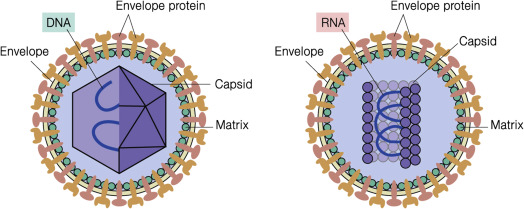 DNA
Envelope protein
Envelope
Capsid
Matrix
RNA
Envelope protein
Envelope
Capsid
Matrix